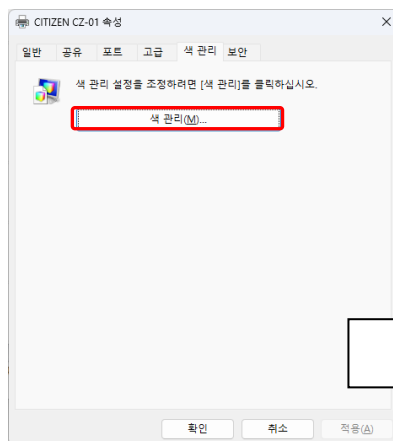 CITIZEN CZ-01 속성
일반 공유 포트 고급 색 관리 보안
색 관리 설정을 조정하려면 [색 관리]를 클릭하십시오.
색 관리(M)...
확인 취소 적용(A)